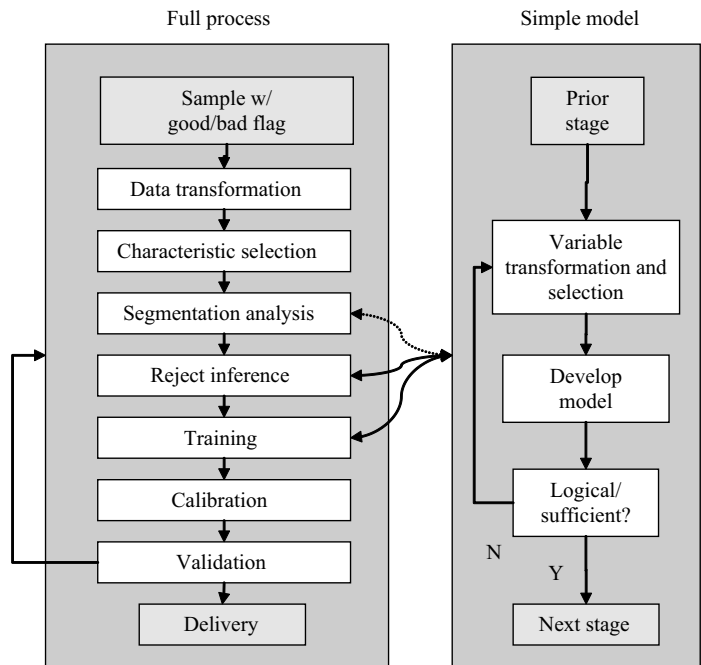 Full process
Sample w/
good/bad flag
Data transformation
Characteristic selection
Segmentation analysis
Reject inference
Training
Calibration
Validation
Delivery
Simple model
Prior
stage
Variable
transformation and
selection
Develop
model
Logical/
sufficient?
N
Y
Next stage